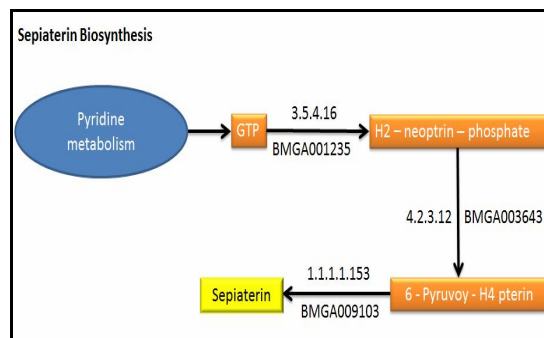 Sepiaterin Biosynthesis
Pyridine
metabolism
GTP
3.5.4.16
BMGA001235
H2 – neoptrin – phosphate
4.2.3.12
BMGA003643
1.1.1.1.153
Sepiaterin
BMGA009103
6 - Pyruvoy - H4 pterin